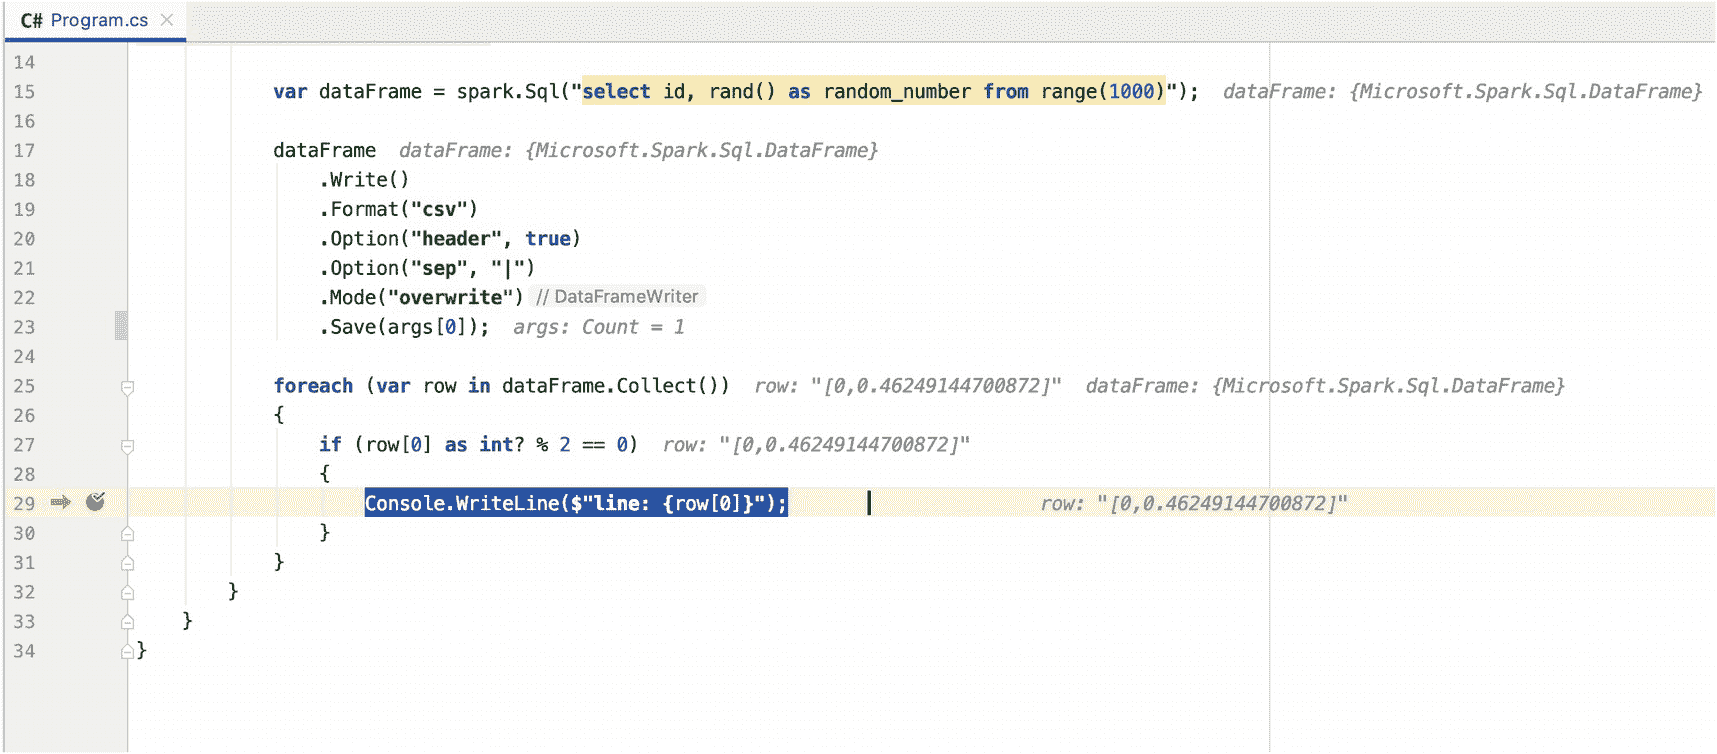 C# Program.cs ×
14
15 var dataFrame = spark.Sql("select id, rand() as random_number from range(1000)"); dataFrame: {Microsoft.Spark.Sql.DataFrame}
16
17 dataFrame dataFrame: {Microsoft.Spark.Sql.DataFrame}
18 .Write()
19 .Format("csv")
20 .Option("header", true)
21 .Option("sep", "|")
22 .Mode("overwrite") // DataFrameWriter
23 .Save(args[0]); args: Count = 1
24
25 foreach (var row in dataFrame.Collect()) row: "[0,0.46249144700872]" dataFrame: {Microsoft.Spark.Sql.DataFrame}
26 {
27 if (row[0] as int? % 2 == 0) row: "[0,0.46249144700872]"
28 {
29 Console.WriteLine($"line: {row[0]}"); row: "[0,0.46249144700872]"
30 }
31 }
32 }
33 }
34 }